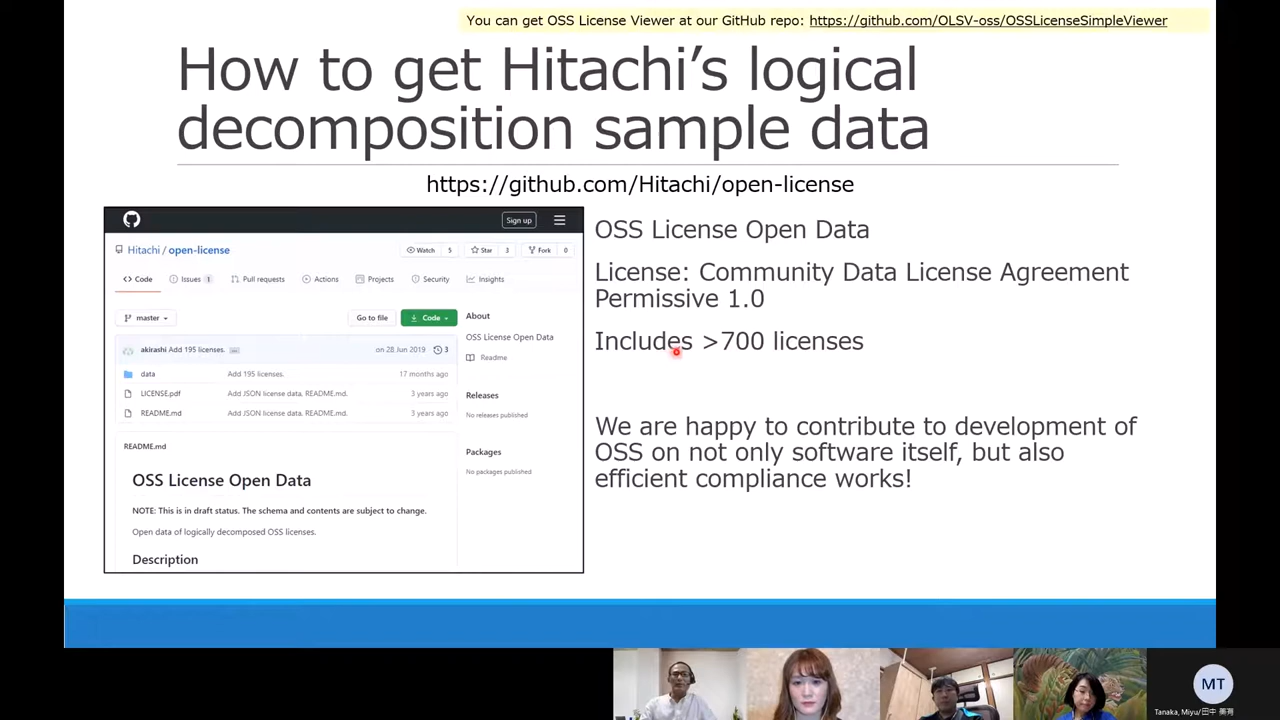 You can get OSS License Viewer at our GitHub repo: https://github.com/OLSV-oss/OSSLicenseSimpleViewer
How to get Hitachi's logical
decomposition sample data
https://github.com/Hitachi/open-license
Sign up
Hitachi / open-license
Watch 5 Star 3 Fork 0
Code Issues 1 Pull requests Actions Projects Security Insights
master Go to file Code
akirashi Add 195 licenses. ... on 28 Jun 2019 3
data Add 195 licenses. 17 months ago
LICENSE.pdf Add JSON license data, README.md. 3 years ago
README.md Add JSON license data, README.md. 3 years ago
README.md
OSS License Open Data
NOTE: This is in draft status. The schema and contents are subject to change.
Open data of logically decomposed OSS licenses.
Description
About
OSS License Open Data
Readme
Releases
No releases published
Packages
No packages published
OSS License Open Data
License: Community Data License Agreement
Permissive 1.0
Includes >700 licenses
We are happy to contribute to development of
OSS on not only software itself, but also
efficient compliance works!
MT
Tanaka, Miyu/田中